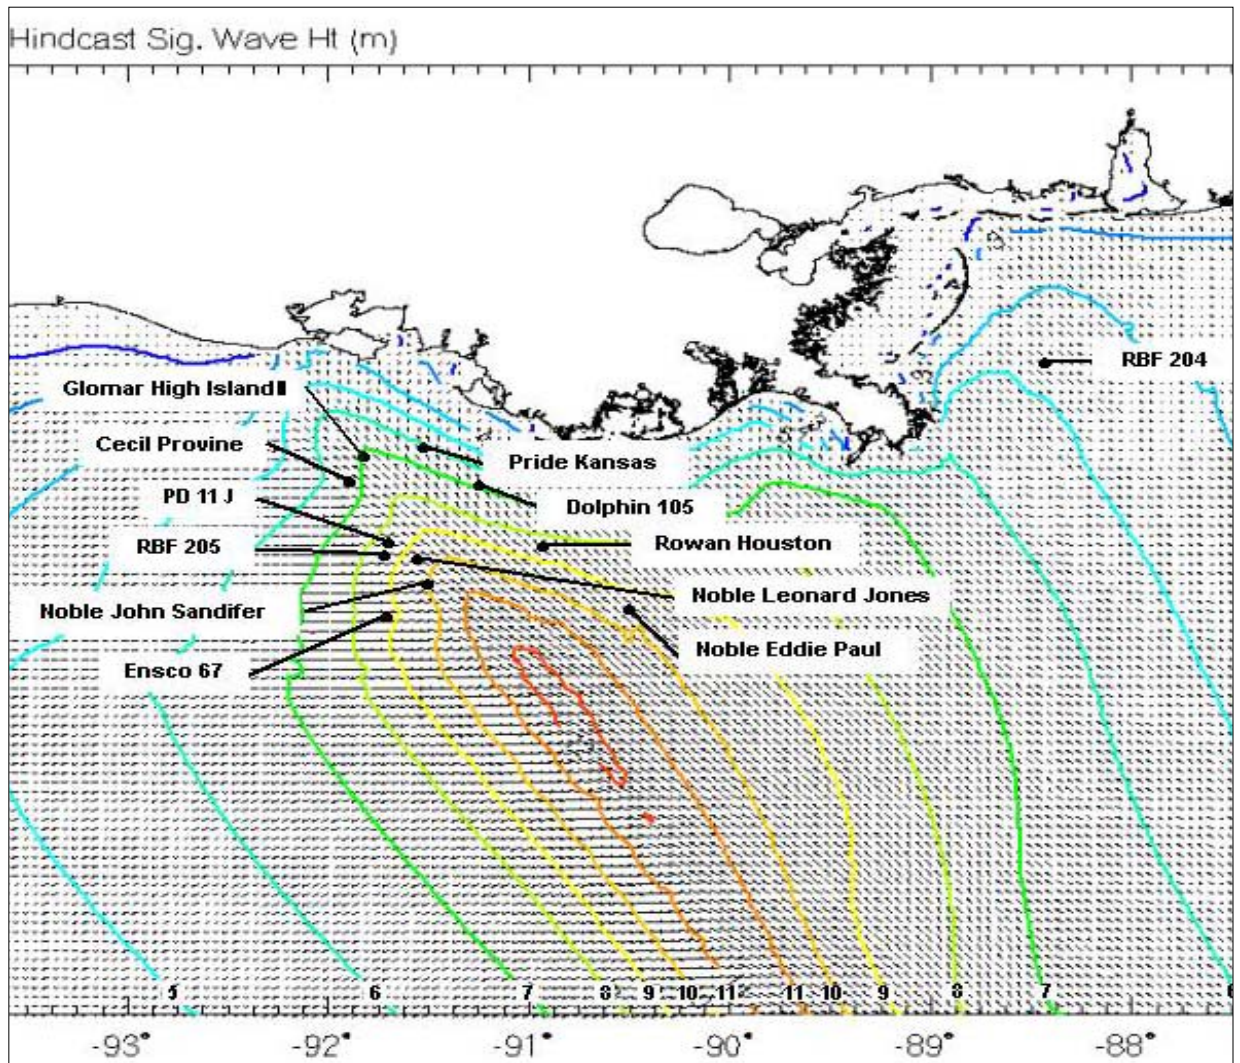 Hindcast Sig. Wave Ht (m)
RBF 204
Glomar High Island II
Cecil Provine
Pride Kansas
PD 11 J
Dolphin 105
RBF 205
Rowan Houston
Noble John Sandifer
Noble Leonard Jones
Noble Eddie Paul
Ensco 67
5 6 7 8 9 10 11 11 10 9 8 7 6
-93° -92° -91° -90° -89° -88°